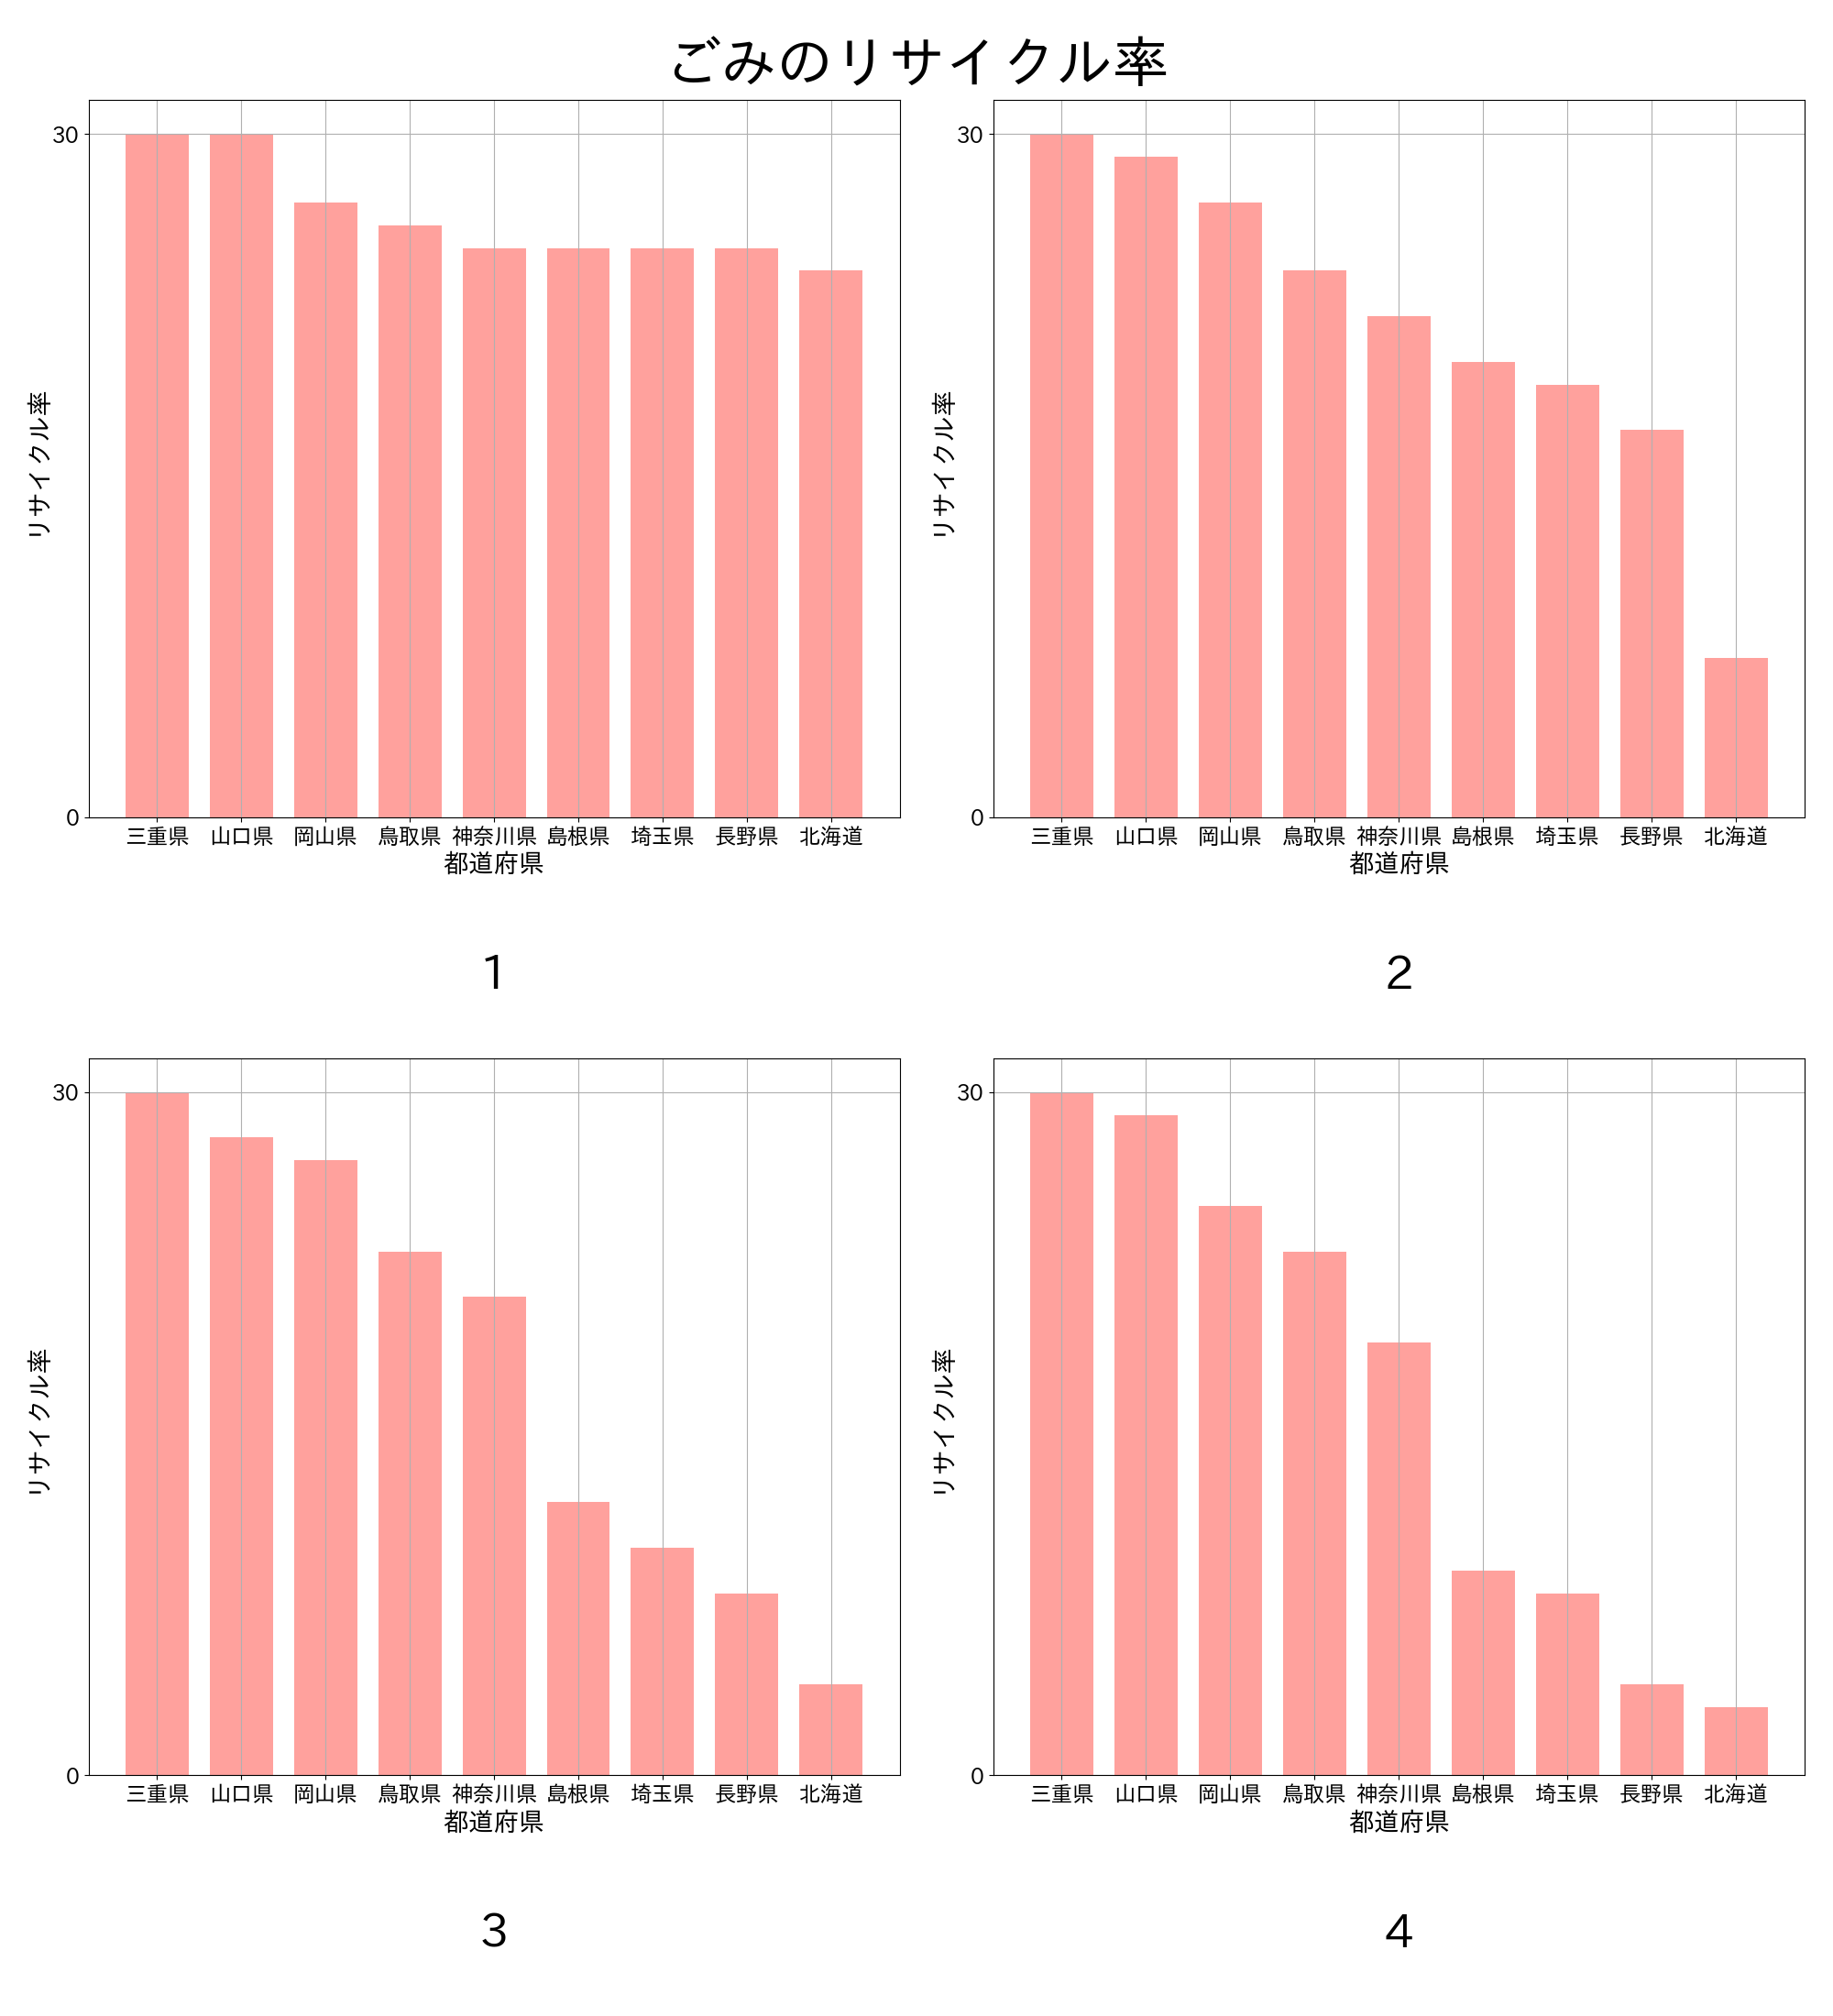 ごみのリサイクル率
30
0
リサイクル率
三重県 山口県 岡山県 鳥取県 神奈川県 島根県 埼玉県 長野県 北海道
都道府県
1
30
0
リサイクル率
三重県 山口県 岡山県 鳥取県 神奈川県 島根県 埼玉県 長野県 北海道
都道府県
2
30
0
リサイクル率
三重県 山口県 岡山県 鳥取県 神奈川県 島根県 埼玉県 長野県 北海道
都道府県
3
30
0
リサイクル率
三重県 山口県 岡山県 鳥取県 神奈川県 島根県 埼玉県 長野県 北海道
都道府県
4